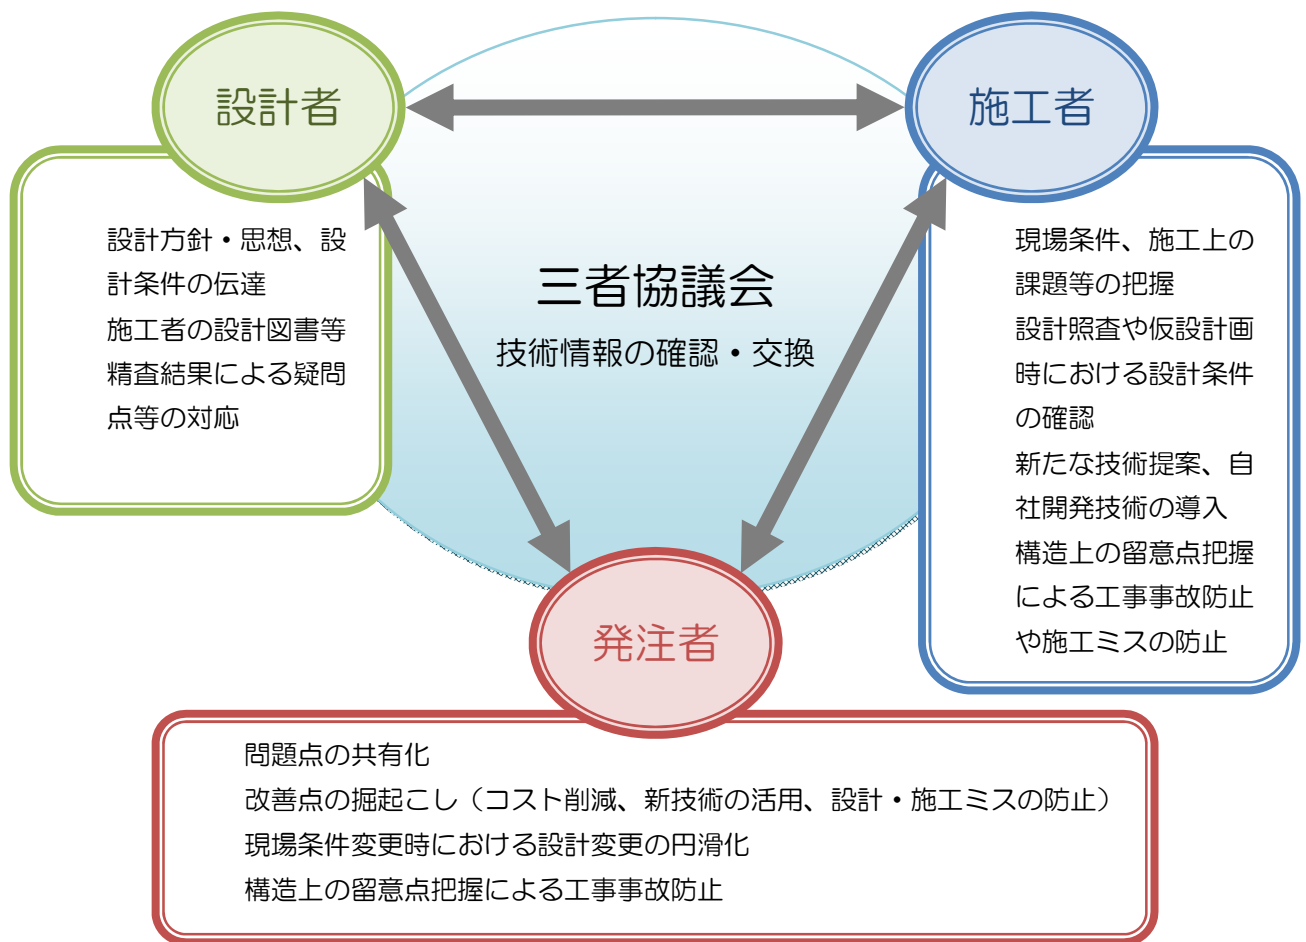 設計者
施工者
設計方針・思想、設
計条件の伝達
施工者の設計図書等
精査結果による疑問
点等の対応
三者協議会
技術情報の確認・交換
現場条件、施工上の
課題等の把握
設計照査や仮設計画
時における設計条件
の確認
新たな技術提案、自
社開発技術の導入
構造上の留意点把握
による工事事故防止
や施工ミスの防止
発注者
問題点の共有化
改善点の掘起こし（コスト削減、新技術の活用、設計・施工ミスの防止）
現場条件変更時における設計変更の円滑化
構造上の留意点把握による工事事故防止